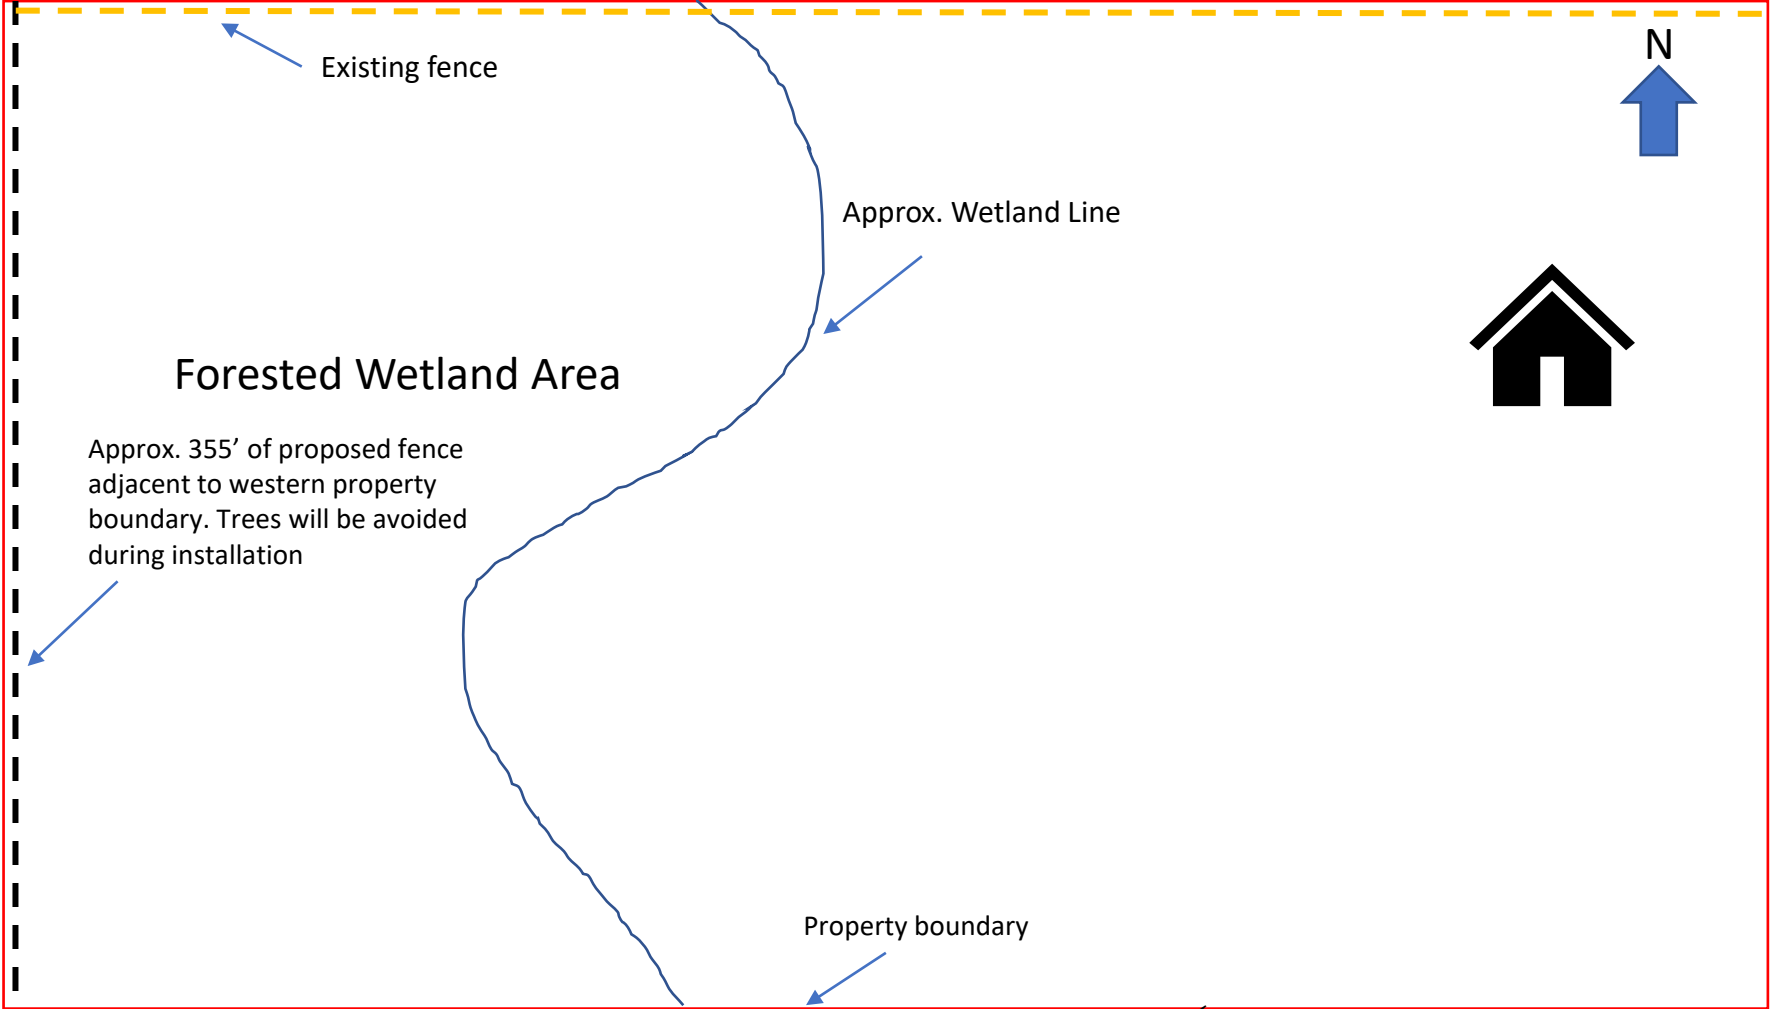 Existing fence
N
Approx. Wetland Line
Forested Wetland Area
Approx. 355’ of proposed fence
adjacent to western property
boundary. Trees will be avoided
during installation
Property boundary